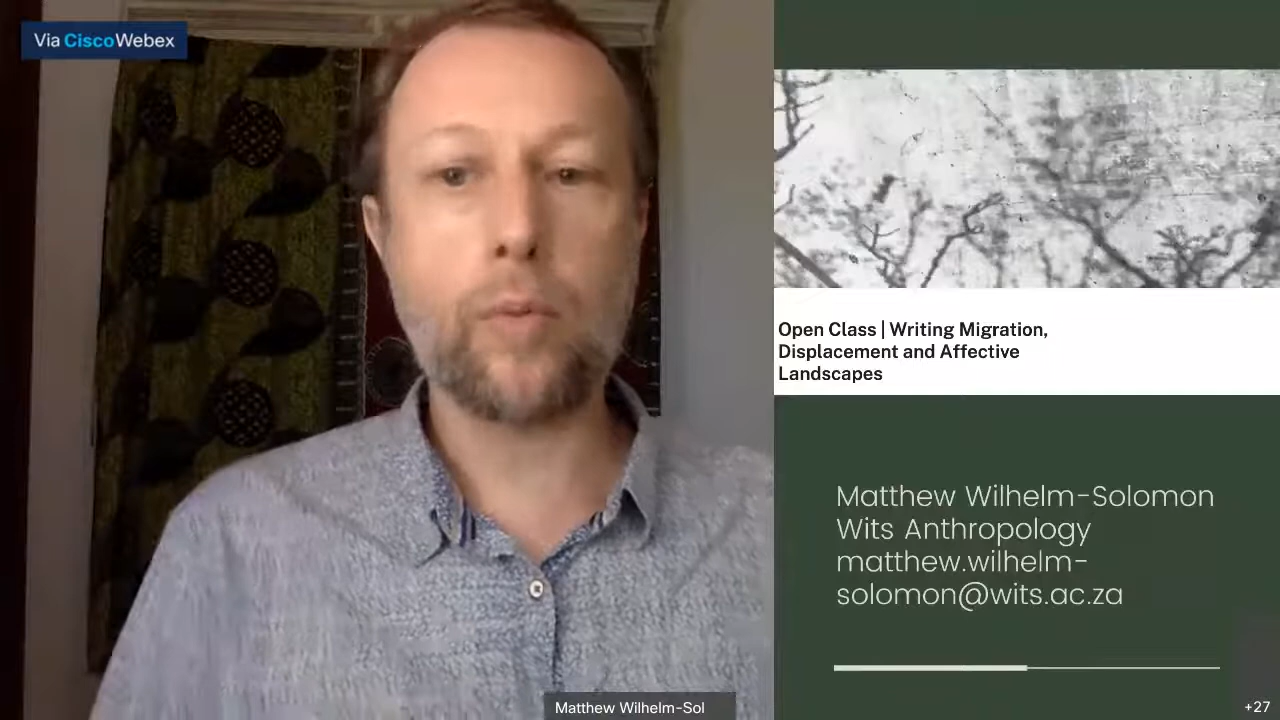 Via CiscoWebex
Open Class | Writing Migration,
Displacement and Affective
Landscapes
Matthew Wilhelm-Solomon
Wits Anthropology
matthew.wilhelm-
solomon@wits.ac.za
Matthew Wilhelm-Sol
+27